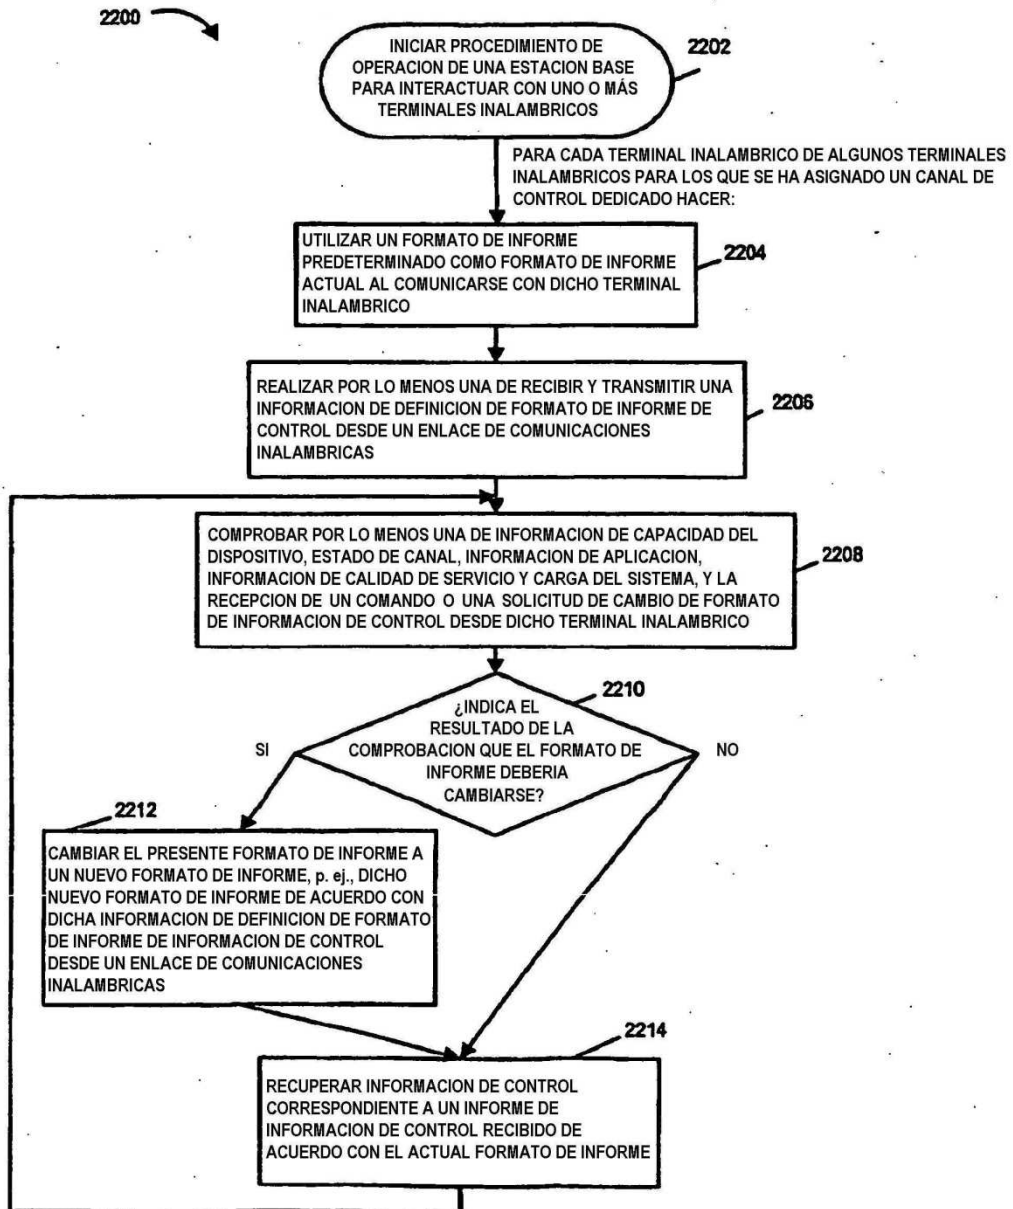 2200
INICIAR PROCEDIMIENTO DE
OPERACION DE UNA ESTACION BASE
PARA INTERACTUAR CON UNO O MÁS
TERMINALES INALAMBRICOS
2202
PARA CADA TERMINAL INALAMBRICO DE ALGUNOS TERMINALES
INALAMBRICOS PARA LOS QUE SE HA ASIGNADO UN CANAL DE
CONTROL DEDICADO HACER:
UTILIZAR UN FORMATO DE INFORME
PREDETERMINADO COMO FORMATO DE INFORME
ACTUAL AL COMUNICARSE CON DICHO TERMINAL
INALAMBRICO
2204
REALIZAR POR LO MENOS UNA DE RECIBIR Y TRANSMITIR UNA
INFORMACION DE DEFINICION DE FORMATO DE INFORME DE
CONTROL DESDE UN ENLACE DE COMUNICACIONES
INALAMBRICAS
2206
COMPROBAR POR LO MENOS UNA DE INFORMACION DE CAPACIDAD DEL
DISPOSITIVO, ESTADO DE CANAL, INFORMACION DE APLICACION,
INFORMACION DE CALIDAD DE SERVICIO Y CARGA DEL SISTEMA, Y LA
RECEPCION DE UN COMANDO O UNA SOLICITUD DE CAMBIO DE FORMATO
DE INFORMACION DE CONTROL DESDE DICHO TERMINAL INALAMBRICO
2208
2210
¿INDICA EL
RESULTADO DE LA
COMPROBACION QUE EL FORMATO DE
INFORME DEBERIA
CAMBIARSE?
SI
NO
2212
CAMBIAR EL PRESENTE FORMATO DE INFORME A
UN NUEVO FORMATO DE INFORME, p. ej., DICHO
NUEVO FORMATO DE INFORME DE ACUERDO CON
DICHA INFORMACION DE DEFINICION DE FORMATO
DE INFORME DE INFORMACION DE CONTROL
DESDE UN ENLACE DE COMUNICACIONES
INALAMBRICAS
2214
RECUPERAR INFORMACION DE CONTROL
CORRESPONDIENTE A UN INFORME DE
INFORMACION DE CONTROL RECIBIDO DE
ACUERDO CON EL ACTUAL FORMATO DE INFORME